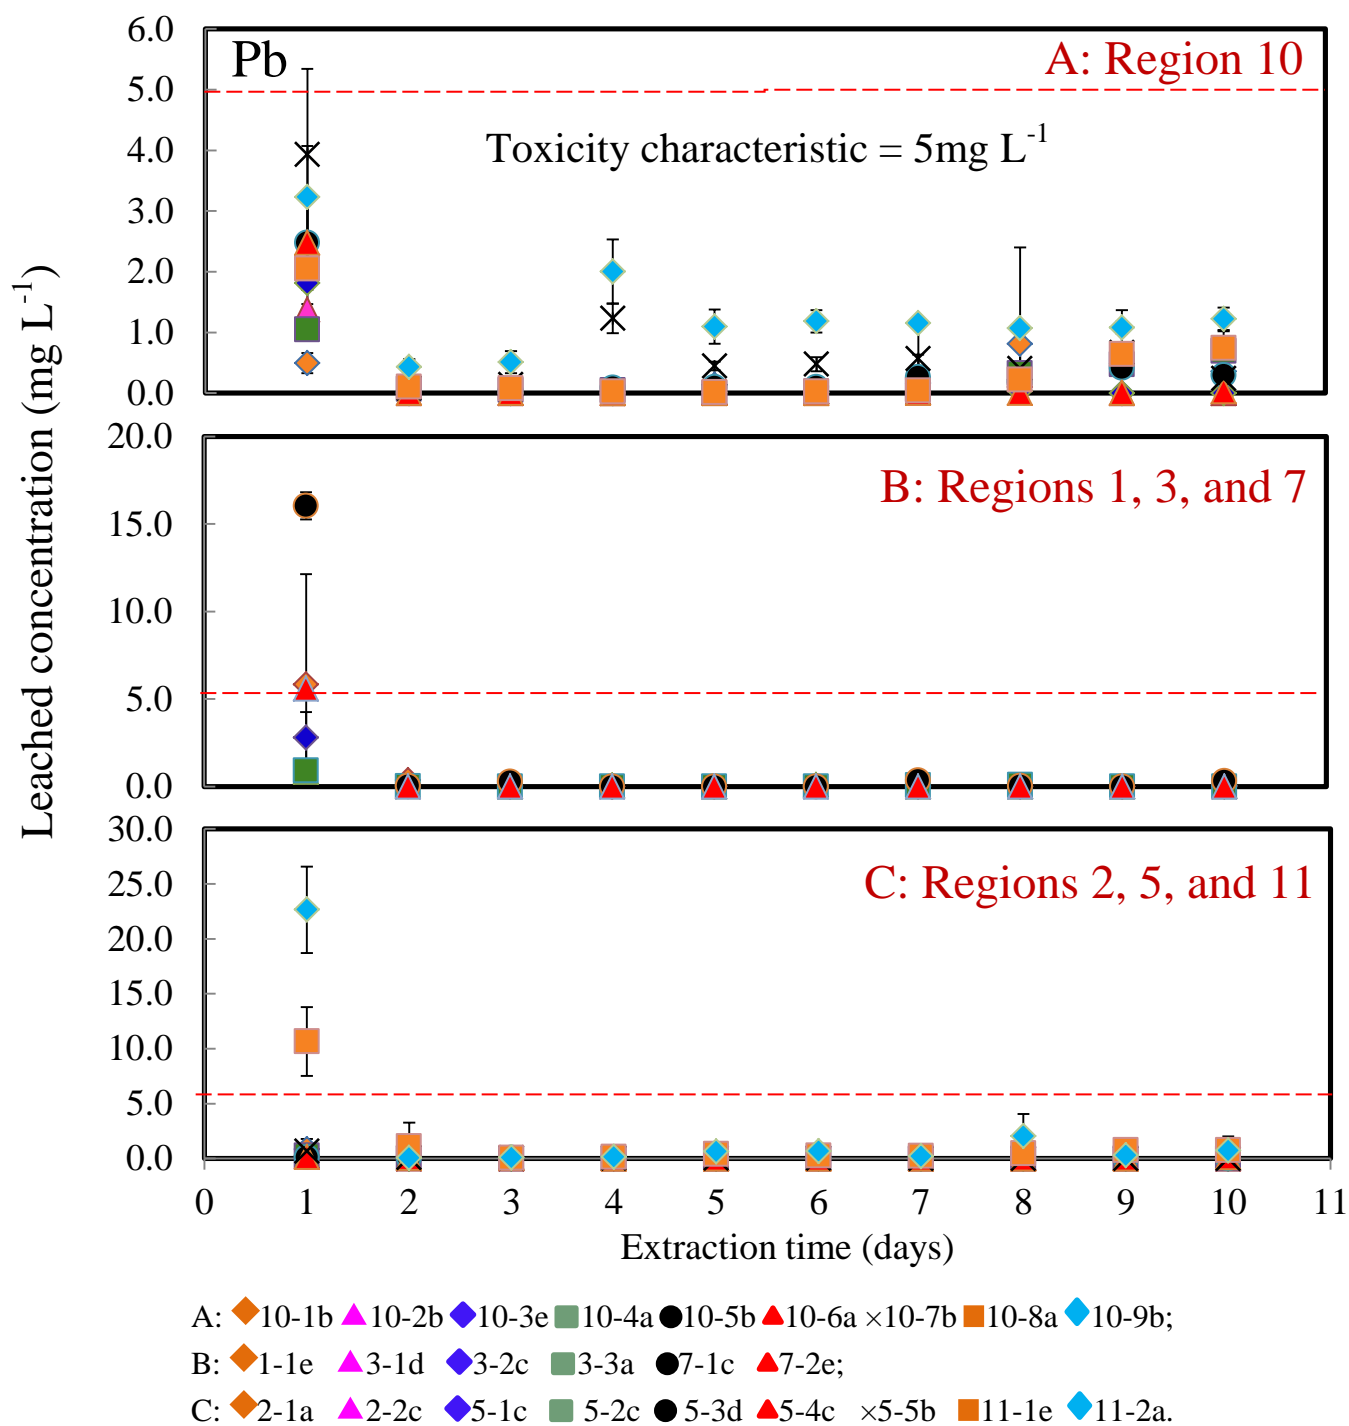 Leached concentration (mg L-1)
6.0
5.0
4.0
3.0
2.0
1.0
0.0
Pb
A: Region 10
Toxicity characteristic = 5mg L-1
20.0
15.0
10.0
5.0
0.0
B: Regions 1, 3, and 7
30.0
25.0
20.0
15.0
10.0
5.0
0.0
C: Regions 2, 5, and 11
0 1 2 3 4 5 6 7 8 9 10 11
Extraction time (days)
A: 10-1b 10-2b 10-3e 10-4a 10-5b 10-6a ×10-7b 10-8a 10-9b;
B: 1-1e 3-1d 3-2c 3-3a 7-1c 7-2e;
C: 2-1a 2-2c 5-1c 5-2c 5-3d 5-4c ×5-5b 11-1e 11-2a.